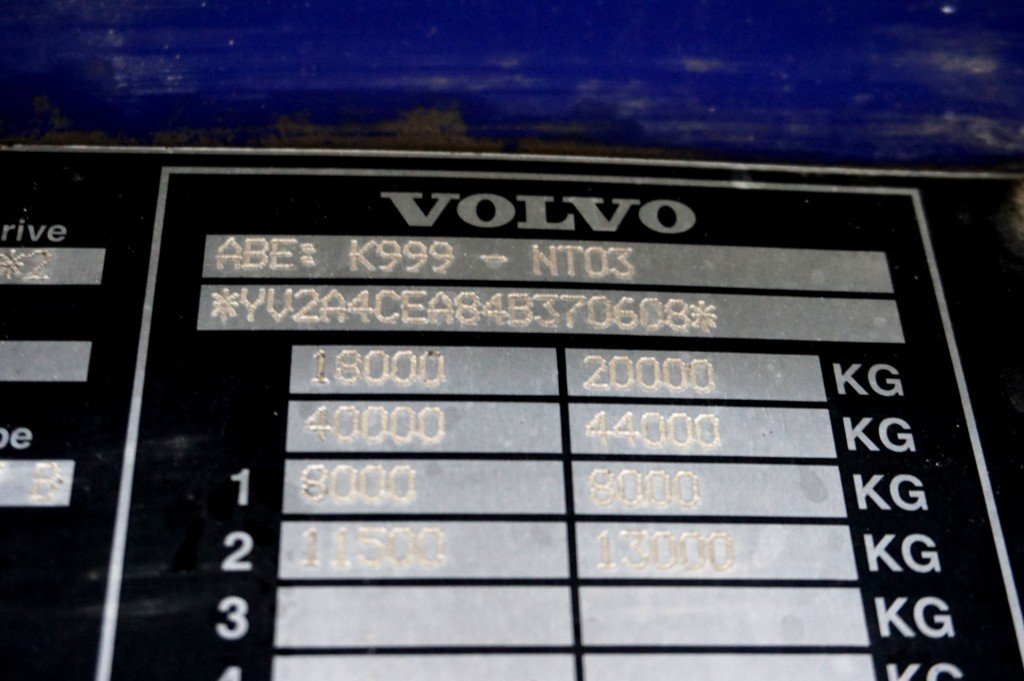 rive
*2
B
VOLVO
ABE: K999 - NT03
*YV2A4CEA84B370608*
18000 20000 KG
40000 44000 KG
1 8000 8000 KG
2 11500 13000 KG
3 KG
KG